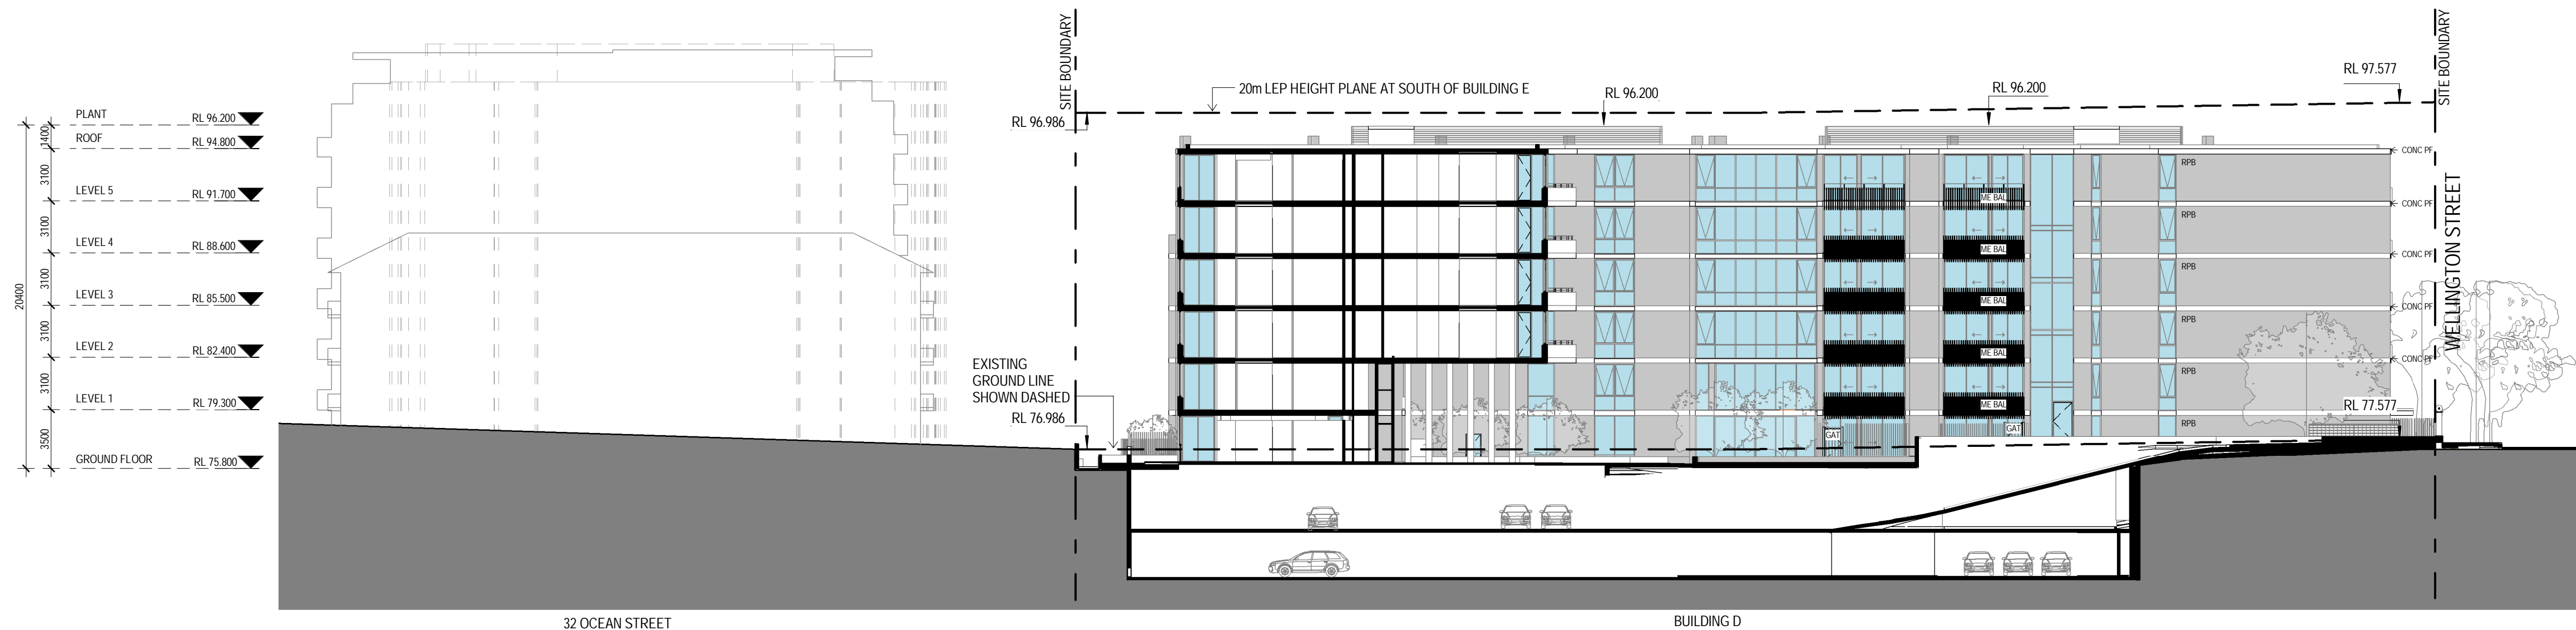 SITE BOUNDARY
SITE BOUNDARY
20m LEP HEIGHT PLANE AT SOUTH OF BUILDING E
RL 96.200
RL 96.200
RL 97.577
RL 96.986
PLANT RL 96.200
1400
ROOF RL 94.800
3100
LEVEL 5 RL 91.700
3100
LEVEL 4 RL 88.600
3100
LEVEL 3 RL 85.500
3100
LEVEL 2 RL 82.400
3100
LEVEL 1 RL 79.300
3500
GROUND FLOOR RL 75.800
20400
EXISTING
GROUND LINE
SHOWN DASHED
RL 76.986
CONC PF
RPB
ME BAL
CONC PF
RPB
ME BAL
CONC PF
RPB
ME BAL
CONC PF
RPB
ME BAL
CONC PF
RPB
ME BAL
RPB
GAT
GAT
RL 77.577
WELLINGTON STREET
32 OCEAN STREET
BUILDING D